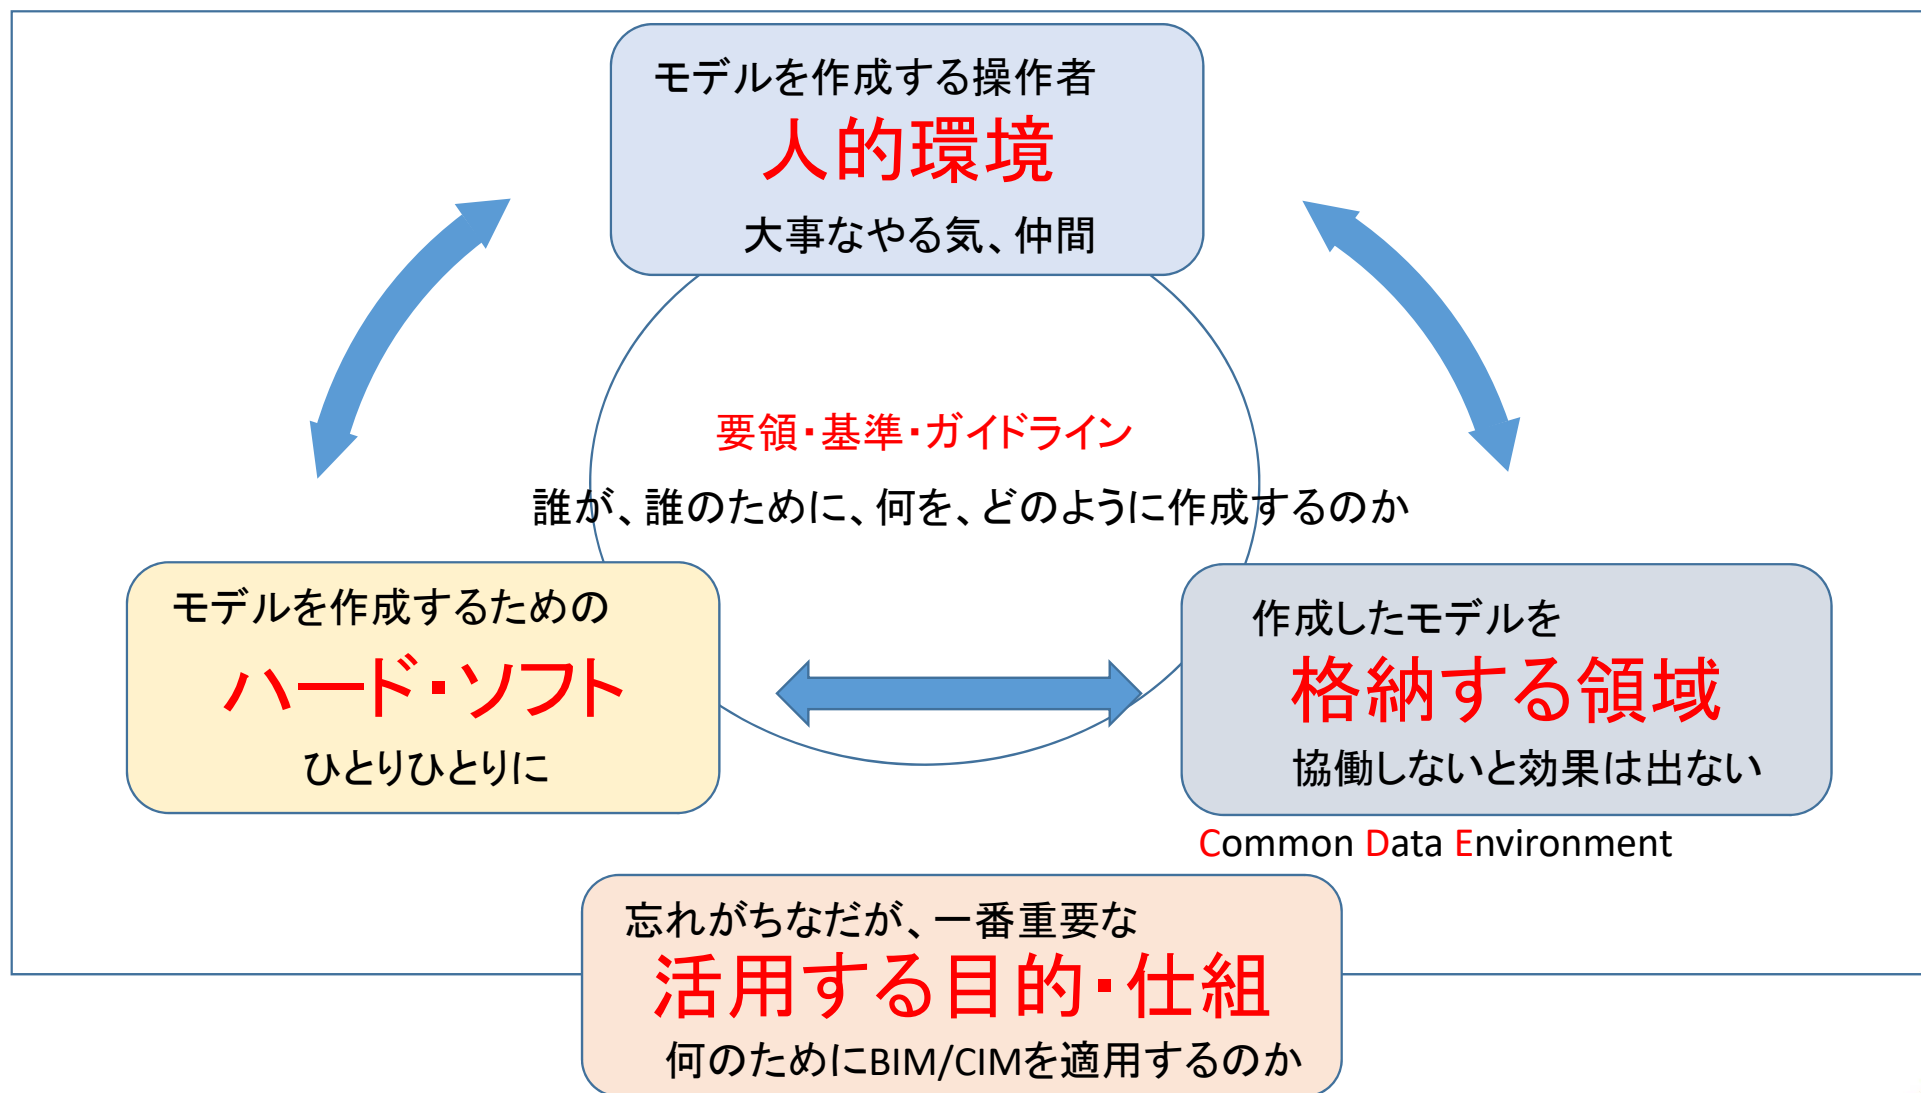 モデルを作成する操作者
人的環境
大事なやる気、仲間
要領・基準・ガイドライン
誰が、誰のために、何を、どのように作成するのか
モデルを作成するための
ハード・ソフト
ひとりひとりに
作成したモデルを
格納する領域
協働しないと効果は出ない
Common Data Environment
忘れがちなだが、一番重要な
活用する目的・仕組
何のためにBIM/CIMを適用するのか